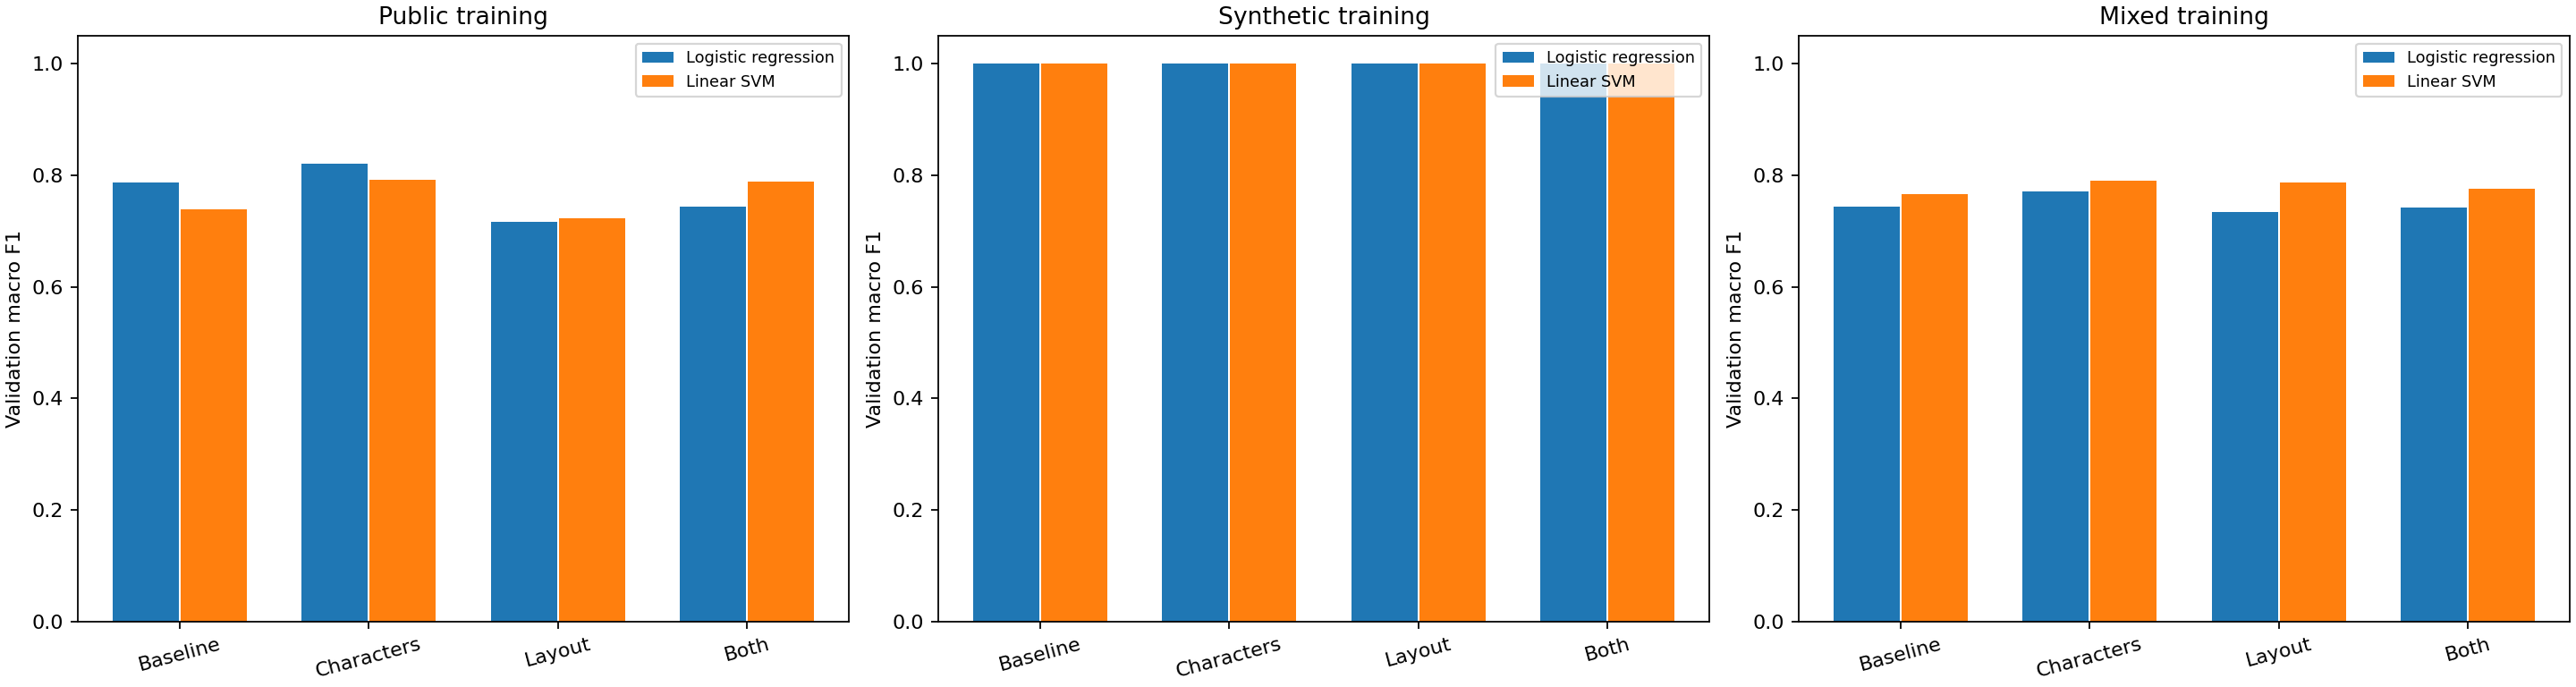 Public training
Validation macro F1
1.0
0.8
0.6
0.4
0.2
0.0
Logistic regression
Linear SVM
Baseline
Characters
Layout
Both
Synthetic training
Validation macro F1
1.0
0.8
0.6
0.4
0.2
0.0
Logistic regression
Linear SVM
Baseline
Characters
Layout
Both
Mixed training
Validation macro F1
1.0
0.8
0.6
0.4
0.2
0.0
Logistic regression
Linear SVM
Baseline
Characters
Layout
Both